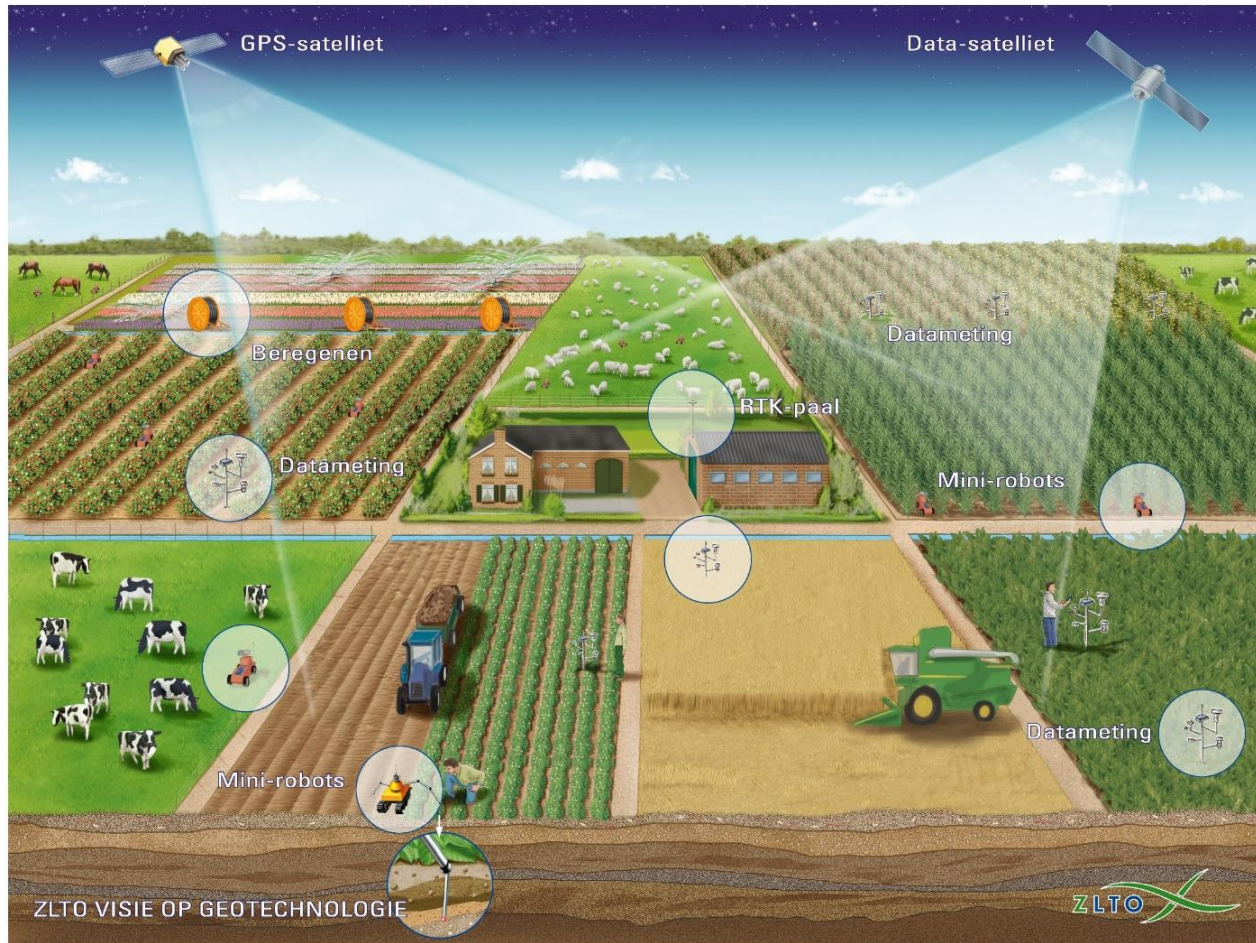 GPS-satelliet
Data-satelliet
Datameting
Beregenen
RTK-paal
Datameting
Mini-robots
Datameting
Mini-robots
ZLTO VISIE OP GEOTECHNOLOGIE
ZLTO